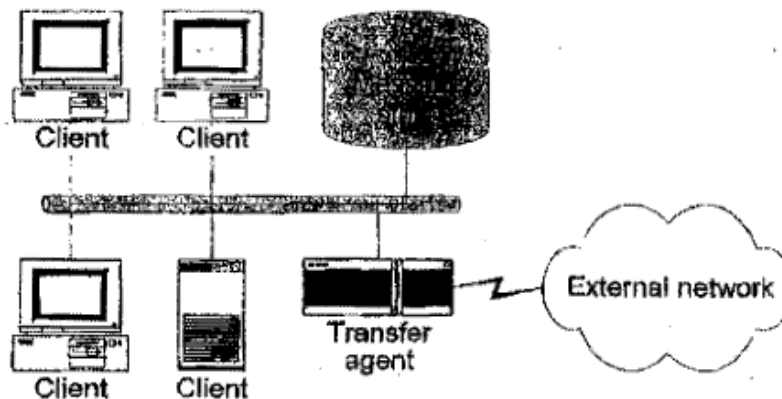 Client
Client
Client
Client
Transfer
agent
External network